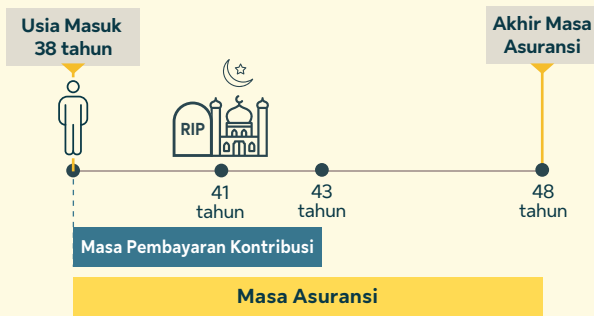 Usia Masuk
38 tahun
Akhir Masa
Asuransi
RIP
41
tahun
43
tahun
48
tahun
Masa Pembayaran Kontribusi
Masa Asuransi